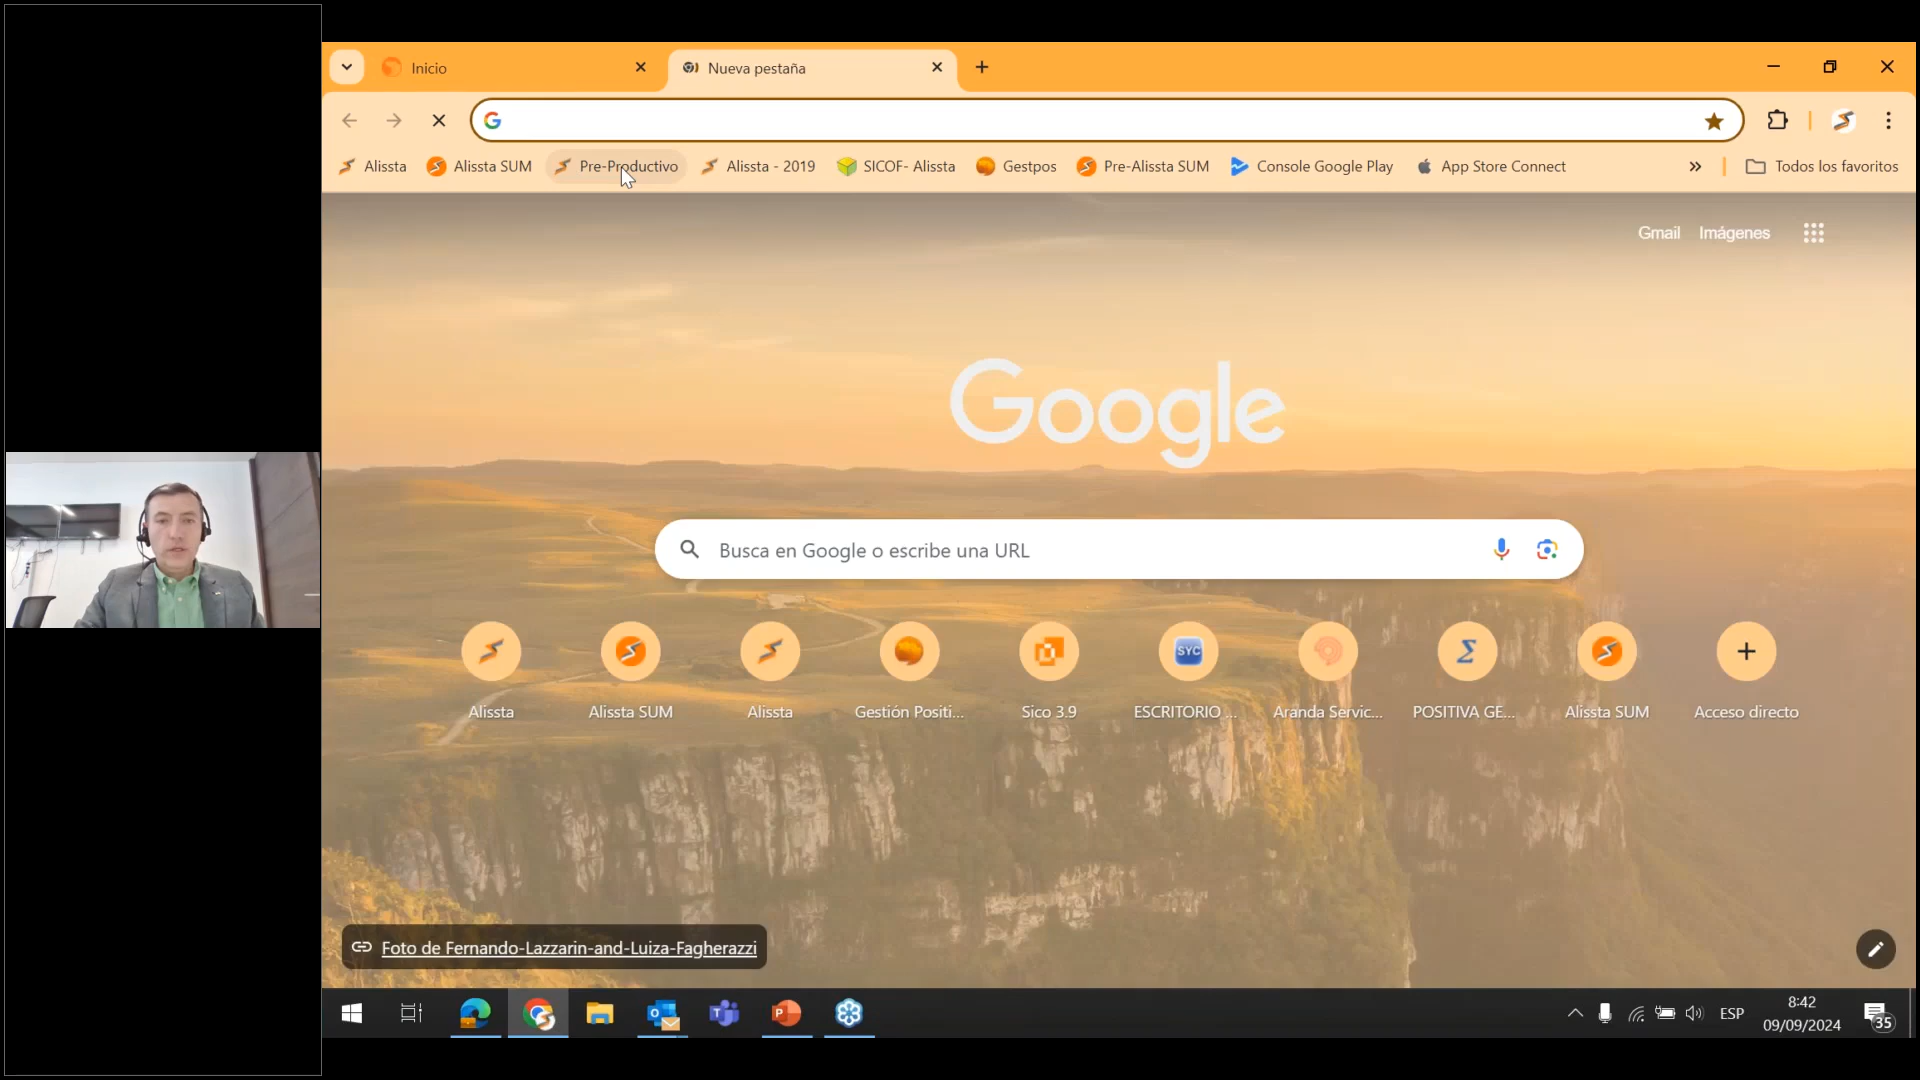 Inicio
Nueva pestaña
Alissta
Alissta SUM
Pre-Productivo
Alissta - 2019
SICOF- Alissta
Gestpos
Pre-Alissta SUM
Console Google Play
App Store Connect
Todos los favoritos
Gmail
Imágenes
Google
Busca en Google o escribe una URL
SYC
Alissta
Alissta SUM
Alissta
Gestión Positi...
Sico 3.9
ESCRITORIO ...
Aranda Servic...
POSITIVA GE...
Alissta SUM
Acceso directo
Foto de Fernando-Lazzarin-and-Luiza-Fagherazzi
ESP
8:42
09/09/2024
35